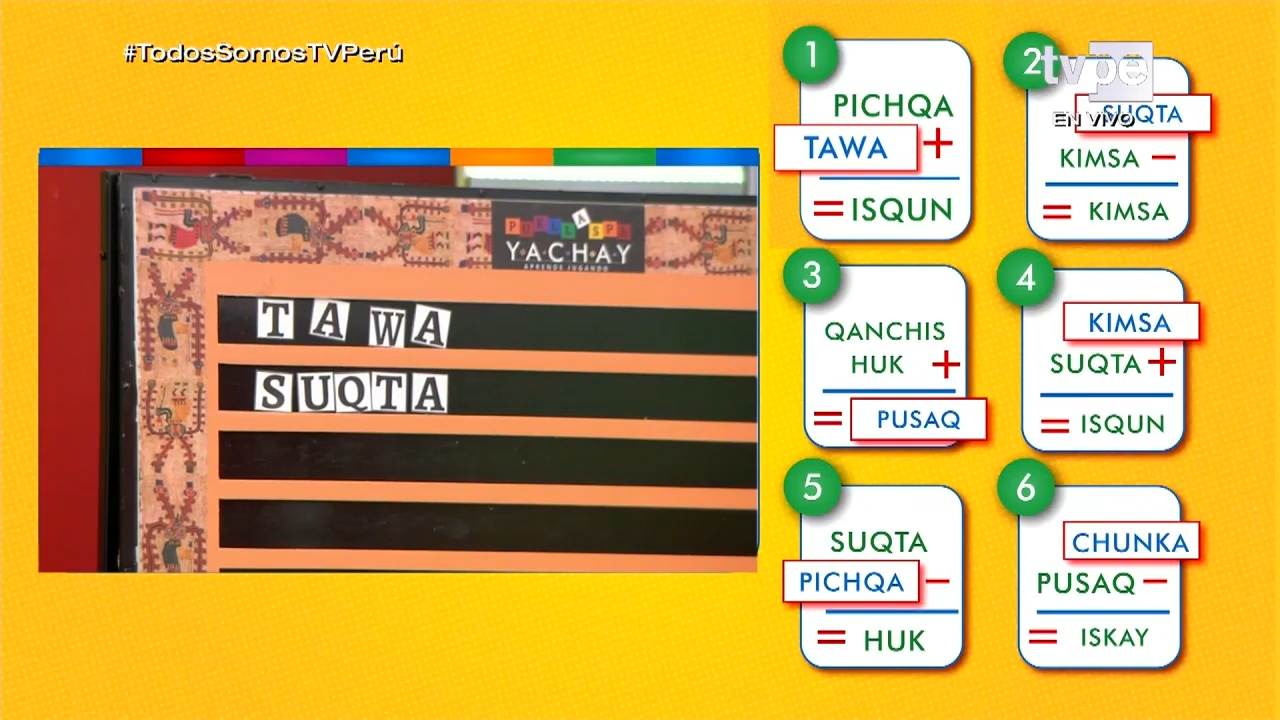 #TodosSomosTVPerú
tvpe
EN VIVO
PUKLLASPA
YACHAY
APRENDE JUGANDO
TAWA
SUQTA
1
PICHQA
TAWA +
= ISQUN
2
SUQTA
KIMSA −
= KIMSA
3
QANCHIS
HUK +
= PUSAQ
4
KIMSA
SUQTA +
= ISQUN
5
SUQTA
PICHQA −
= HUK
6
CHUNKA
PUSAQ −
= ISKAY